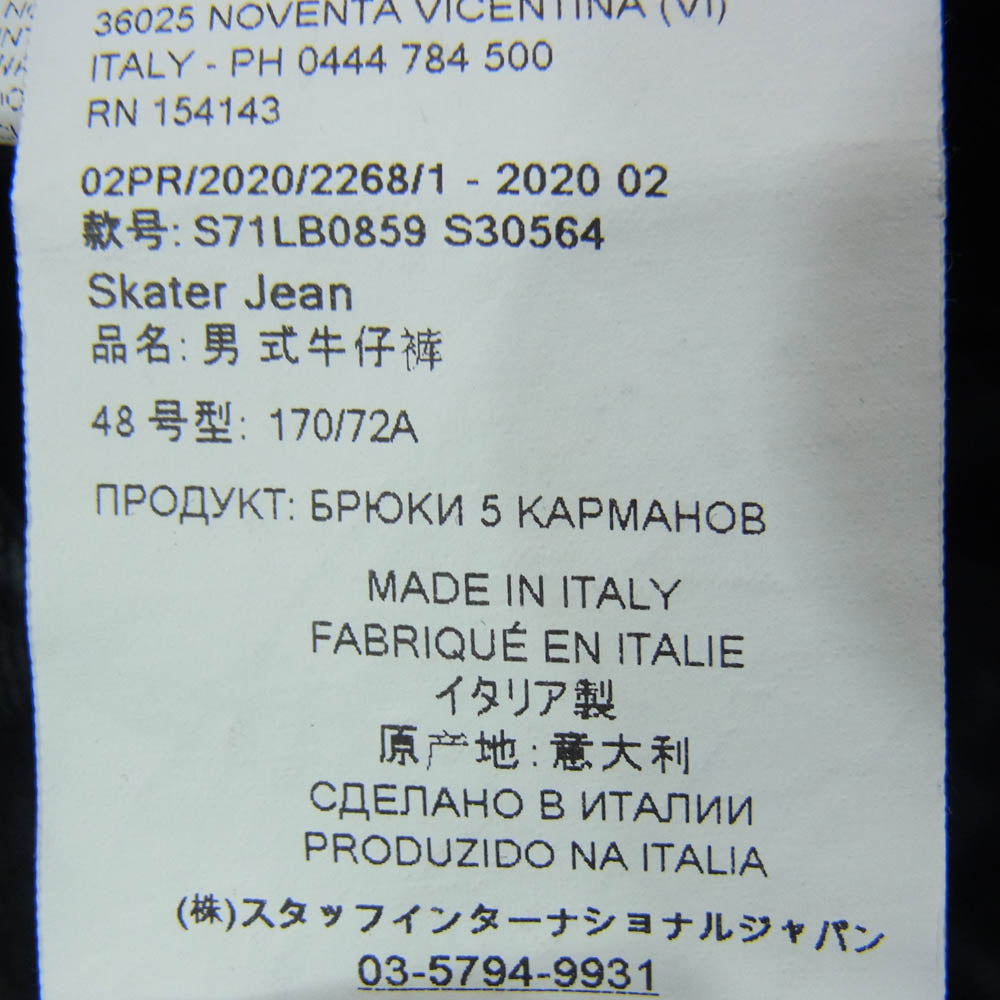 36025 NOVENTA VICENTINA (VI)
ITALY - PH 0444 784 500
RN 154143
02PR/2020/2268/1 - 2020 02
款号: S71LB0859 S30564
Skater Jean
品名: 男式牛仔裤
48 号型: 170/72A
ПРОДУКТ: БРЮКИ 5 КАРМАНОВ
MADE IN ITALY
FABRIQUÉ EN ITALIE
イタリア製
原产地: 意大利
СДЕЛАНО В ИТАЛИИ
PRODUZIDO NA ITALIA
(株)スタッフインターナショナルジャパン
03-5794-9931